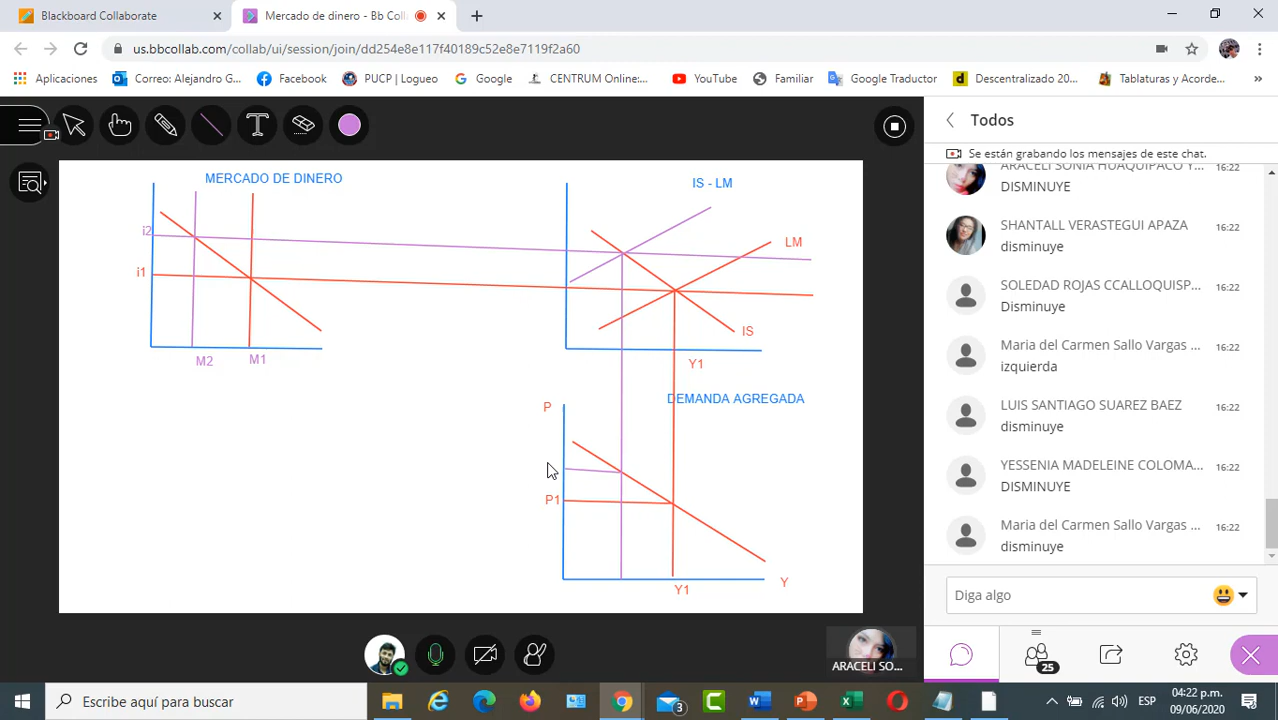 Blackboard Collaborate
Mercado de dinero - Bb Coll
us.bbcollab.com/collab/ui/session/join/dd254e8e117f40189c52e8e7119f2a60
Aplicaciones
Correo: Alejandro G...
Facebook
PUCP | Logueo
Google
CENTRUM Online:...
YouTube
Familiar
Google Traductor
Descentralizado 20...
Tablaturas y Acorde...
»
MERCADO DE DINERO
i2
i1
M2
M1
IS - LM
LM
IS
Y1
DEMANDA AGREGADA
P
P1
Y
Y1
ARACELI SO...
Todos
Se están grabando los mensajes de este chat.
ARACELI SONIA HUAQUIPACO Y...
16:22
DISMINUYE
SHANTALL VERASTEGUI APAZA
16:22
disminuye
SOLEDAD ROJAS CCALLOQUISP...
16:22
Disminuye
Maria del Carmen Sallo Vargas ...
16:22
izquierda
LUIS SANTIAGO SUAREZ BAEZ
16:22
disminuye
YESSENIA MADELEINE COLOMA...
16:22
DISMINUYE
Maria del Carmen Sallo Vargas ...
16:22
disminuye
Diga algo
25
Escribe aquí para buscar
3
ESP
04:22 p.m.
09/06/2020